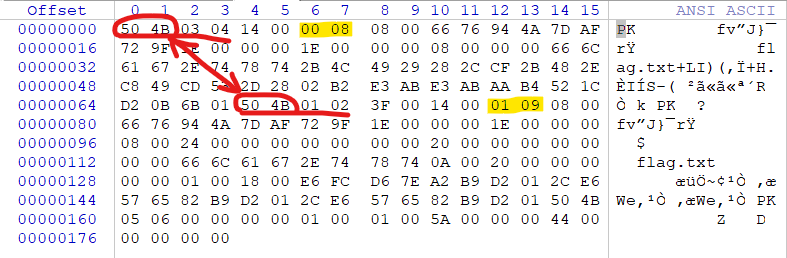 Offset 0 1 2 3 4 5 6 7 8 9 10 11 12 13 14 15 ANSI ASCII
00000000 50 4B 03 04 14 00 00 08 08 00 66 76 94 4A 7D AF PK fv”J}¯
00000016 72 9F 1E 00 00 00 1E 00 00 00 08 00 00 00 66 6C rŸ fl
00000032 61 67 2E 74 78 74 2B 4C 49 29 28 2C CF 2B 48 2E ag.txt+LI)(,Ï+H.
00000048 C8 49 CD 53 2D 28 02 B2 E3 AB E3 AB AA B4 52 1C ÈIÍS-( ²ã«ã«ª´R
00000064 D2 0B 6B 01 50 4B 01 02 3F 00 14 00 01 09 08 00 Ò k PK ?
00000080 66 76 94 4A 7D AF 72 9F 1E 00 00 00 1E 00 00 00 fv”J}¯rŸ
00000096 08 00 24 00 00 00 00 00 00 00 20 00 00 00 00 00 $
00000112 00 00 66 6C 61 67 2E 74 78 74 0A 00 20 00 00 00 flag.txt
00000128 00 00 01 00 18 00 E6 FC D6 7E A2 B9 D2 01 2C E6 æüÖ~¢¹Ò ,æ
00000144 57 65 82 B9 D2 01 2C E6 57 65 82 B9 D2 01 50 4B We‚¹Ò ,æWe‚¹Ò PK
00000160 05 06 00 00 00 00 01 00 01 00 5A 00 00 00 44 00 Z D
00000176 00 00 00 00